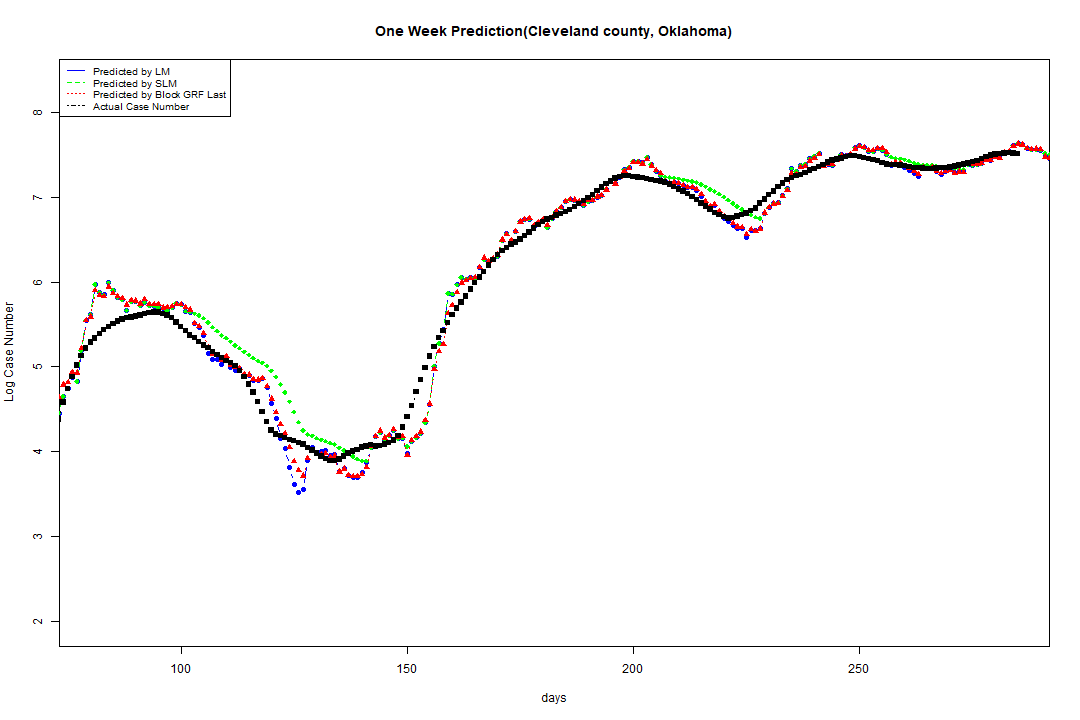 One Week Prediction(Cleveland county, Oklahoma)
Predicted by LM
Predicted by SLM
Predicted by Block GRF Last
Actual Case Number
8
7
6
5
4
3
2
Log Case Number
100 150 200 250
days